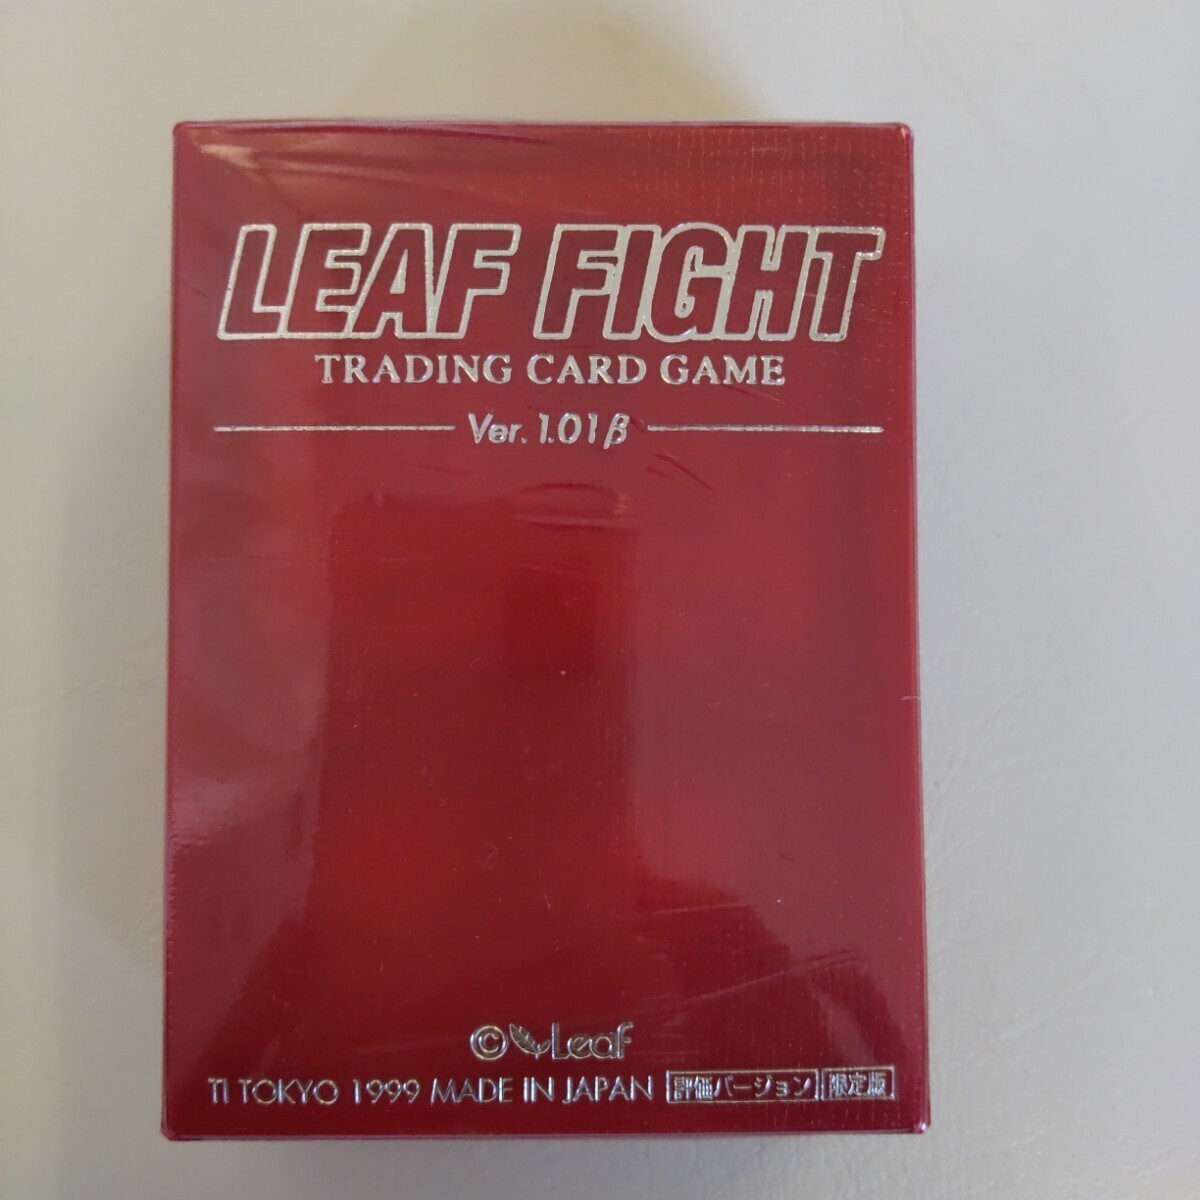 LEAF FIGHT
TRADING CARD GAME
Ver. 1.01β
© Leaf
TI TOKYO 1999 MADE IN JAPAN 評価バージョン 限定版